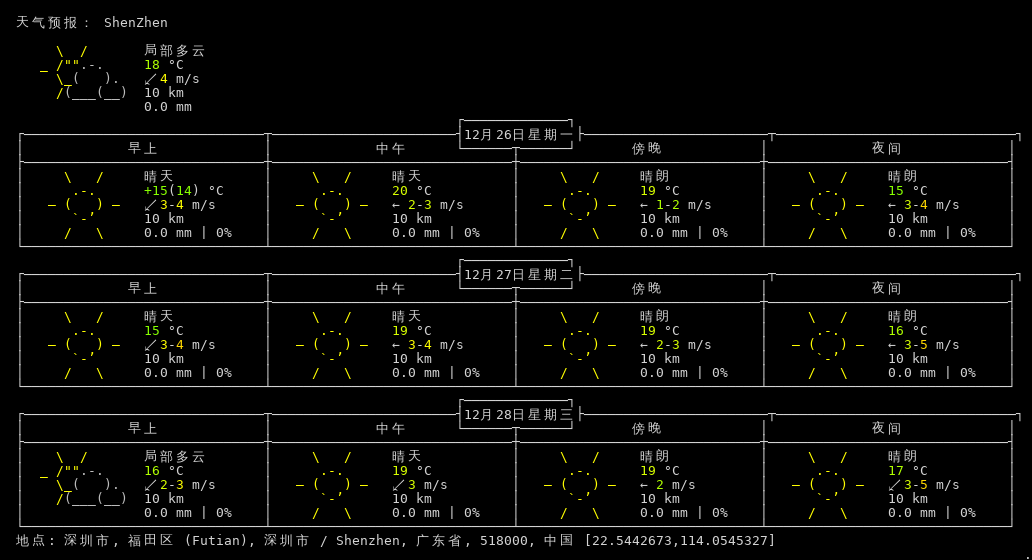 天气预报： ShenZhen
局部多云
18 °C
↙ 4 m/s
10 km
0.0 mm
12月26日星期一
早上 中午 傍晚 夜间
晴天 晴天 晴朗 晴朗
+15(14) °C 20 °C 19 °C 15 °C
↙ 3-4 m/s ← 2-3 m/s ← 1-2 m/s ← 3-4 m/s
10 km 10 km 10 km 10 km
0.0 mm | 0% 0.0 mm | 0% 0.0 mm | 0% 0.0 mm | 0%
12月27日星期二
早上 中午 傍晚 夜间
晴天 晴天 晴朗 晴朗
15 °C 19 °C 19 °C 16 °C
↙ 3-4 m/s ← 3-4 m/s ← 2-3 m/s ← 3-5 m/s
10 km 10 km 10 km 10 km
0.0 mm | 0% 0.0 mm | 0% 0.0 mm | 0% 0.0 mm | 0%
12月28日星期三
早上 中午 傍晚 夜间
局部多云 晴天 晴朗 晴朗
16 °C 19 °C 19 °C 17 °C
↙ 2-3 m/s ↙ 3 m/s ← 2 m/s ↙ 3-5 m/s
10 km 10 km 10 km 10 km
0.0 mm | 0% 0.0 mm | 0% 0.0 mm | 0% 0.0 mm | 0%
地点: 深圳市, 福田区 (Futian), 深圳市 / Shenzhen, 广东省, 518000, 中国 [22.5442673,114.0545327]